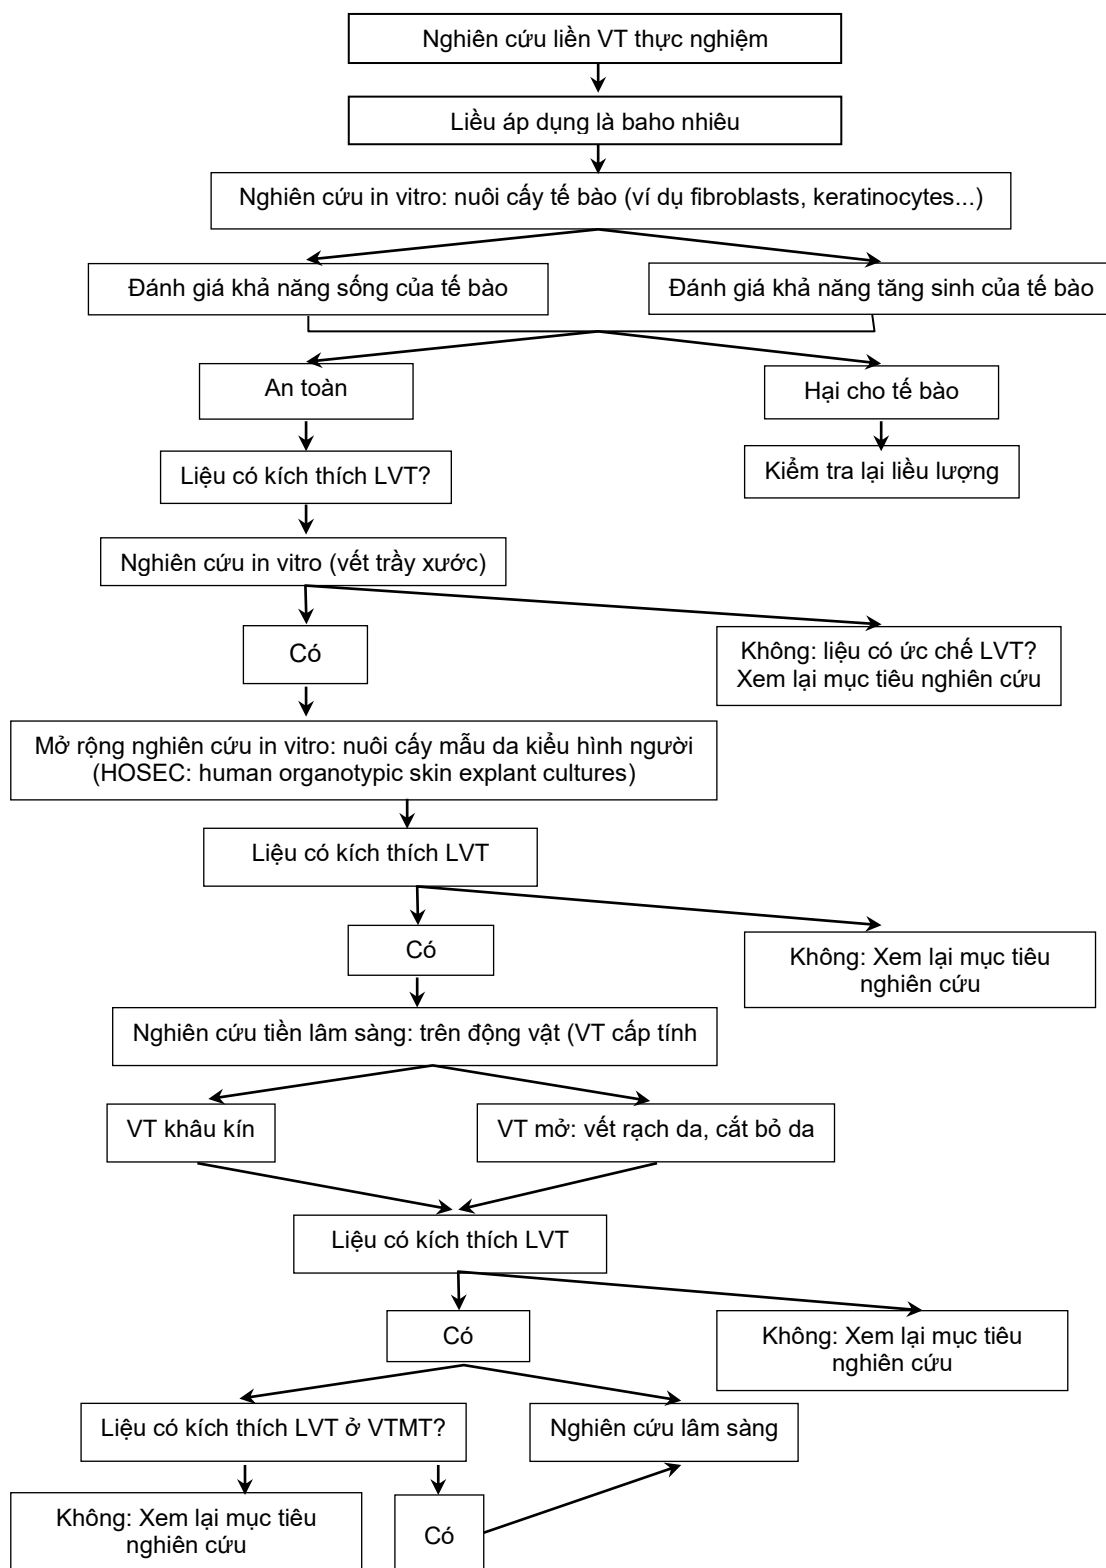 Nghiên cứu liền VT thực nghiệm
Liều áp dụng là baho nhiêu
Nghiên cứu in vitro: nuôi cấy tế bào (ví dụ fibroblasts, keratinocytes...)
Đánh giá khả năng sống của tế bào
Đánh giá khả năng tăng sinh của tế bào
An toàn
Hại cho tế bào
Liệu có kích thích LVT?
Kiểm tra lại liều lượng
Nghiên cứu in vitro (vết trầy xước)
Có
Không: liệu có ức chế LVT?
Xem lại mục tiêu nghiên cứu
Mở rộng nghiên cứu in vitro: nuôi cấy mẫu da kiểu hình người
(HOSEC: human organotypic skin explant cultures)
Liệu có kích thích LVT
Có
Không: Xem lại mục tiêu
nghiên cứu
Nghiên cứu tiền lâm sàng: trên động vật (VT cấp tính
VT khâu kín
VT mở: vết rạch da, cắt bỏ da
Liệu có kích thích LVT
Có
Không: Xem lại mục tiêu
nghiên cứu
Liệu có kích thích LVT ở VTMT?
Nghiên cứu lâm sàng
Không: Xem lại mục tiêu
nghiên cứu
Có